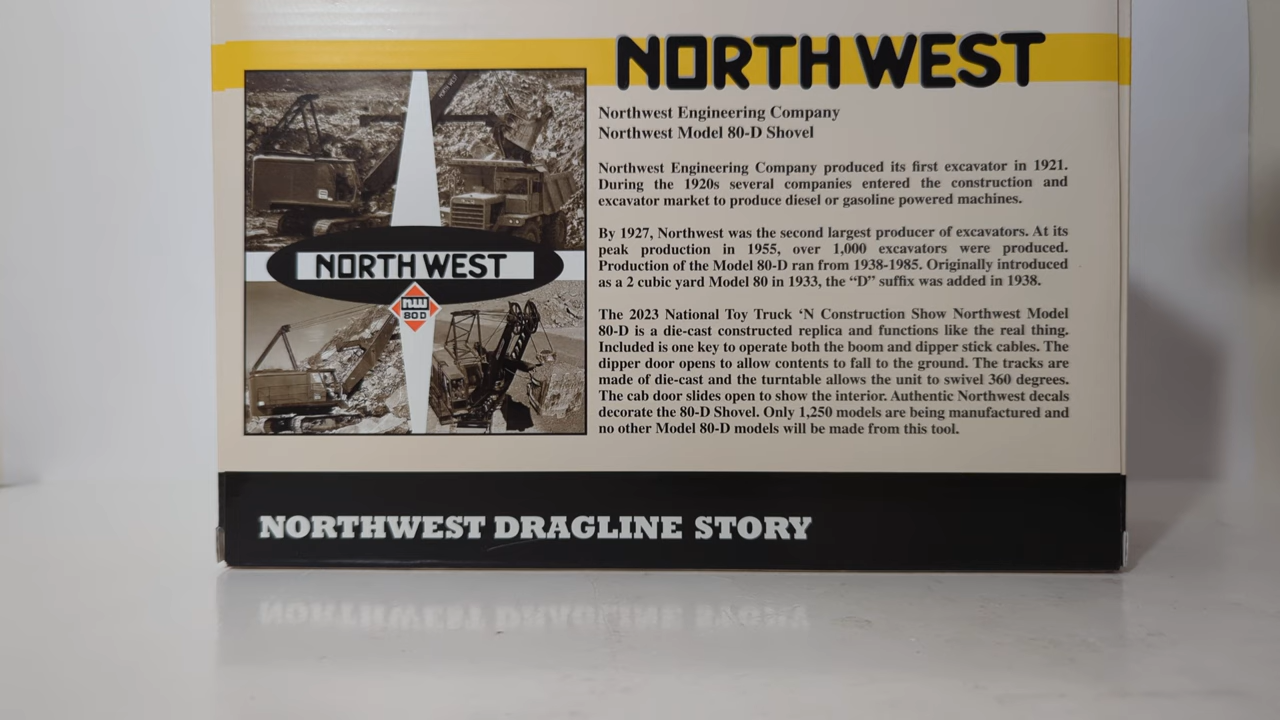 NORTHWEST
Northwest Engineering Company
Northwest Model 80-D Shovel
Northwest Engineering Company produced its first excavator in 1921.
During the 1920s several companies entered the construction and
excavator market to produce diesel or gasoline powered machines.
By 1927, Northwest was the second largest producer of excavators. At its
peak production in 1955, over 1,000 excavators were produced.
Production of the Model 80-D ran from 1938-1985. Originally introduced
as a 2 cubic yard Model 80 in 1933, the “D” suffix was added in 1938.
The 2023 National Toy Truck ‘N Construction Show Northwest Model
80-D is a die-cast constructed replica and functions like the real thing.
Included is one key to operate both the boom and dipper stick cables. The
dipper door opens to allow contents to fall to the ground. The tracks are
made of die-cast and the turntable allows the unit to swivel 360 degrees.
The cab door slides open to show the interior. Authentic Northwest decals
decorate the 80-D Shovel. Only 1,250 models are being manufactured and
no other Model 80-D models will be made from this tool.
NORTHWEST
nw
80D
NORTHWEST DRAGLINE STORY